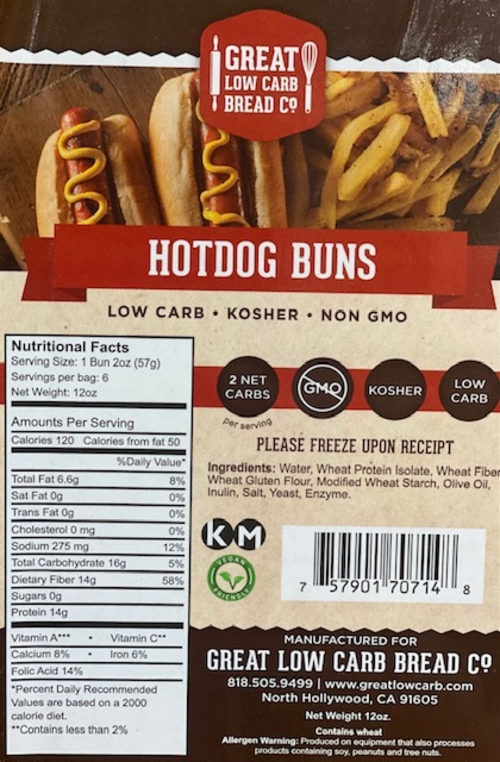 GREAT
LOW CARB
BREAD Cº
HOTDOG BUNS
LOW CARB • KOSHER • NON GMO
Nutritional Facts
Serving Size: 1 Bun 2oz (57g)
Servings per bag: 6
Net Weight: 12oz
Amounts Per Serving
Calories 120 Calories from fat 50
%Daily Value*
Total Fat 6.6g 8%
Sat Fat 0g 0%
Trans Fat 0g 0%
Cholesterol 0 mg 0%
Sodium 275 mg 12%
Total Carbohydrate 16g 5%
Dietary Fiber 14g 58%
Sugars 0g
Protein 14g
Vitamin A*** • Vitamin C**
Calcium 8% • Iron 6%
Folic Acid 14%
*Percent Daily Recommended
Values are based on a 2000
calorie diet.
**Contains less than 2%
2 NET
CARBS
per serving
GMO
KOSHER
LOW
CARB
PLEASE FREEZE UPON RECEIPT
Ingredients: Water, Wheat Protein Isolate, Wheat Fiber
Wheat Gluten Flour, Modified Wheat Starch, Olive Oil,
Inulin, Salt, Yeast, Enzyme.
K M
VEGAN
FRIENDLY
7 57901 70714 8
MANUFACTURED FOR
GREAT LOW CARB BREAD Cº
818.505.9499 | www.greatlowcarb.com
North Hollywood, CA 91605
Net Weight 12oz.
Contains wheat
Allergen Warning: Produced on equipment that also processes
products containing soy, peanuts and tree nuts.